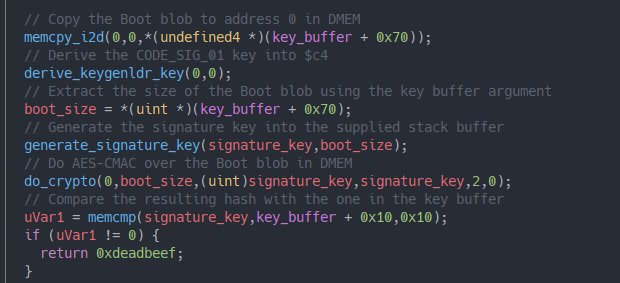 // Copy the Boot blob to address 0 in DMEM
memcpy_i2d(0,0,*(undefined4 *)(key_buffer + 0x70));
// Derive the CODE_SIG_01 key into $c4
derive_keygenldr_key(0,0);
// Extract the size of the Boot blob using the key buffer argument
boot_size = *(uint *)(key_buffer + 0x70);
// Generate the signature key into the supplied stack buffer
generate_signature_key(signature_key,boot_size);
// Do AES-CMAC over the Boot blob in DMEM
do_crypto(0,boot_size,(uint)signature_key,signature_key,2,0);
// Compare the resulting hash with the one in the key buffer
uVar1 = memcmp(signature_key,key_buffer + 0x10,0x10);
if (uVar1 != 0) {
  return 0xdeadbeef;
}